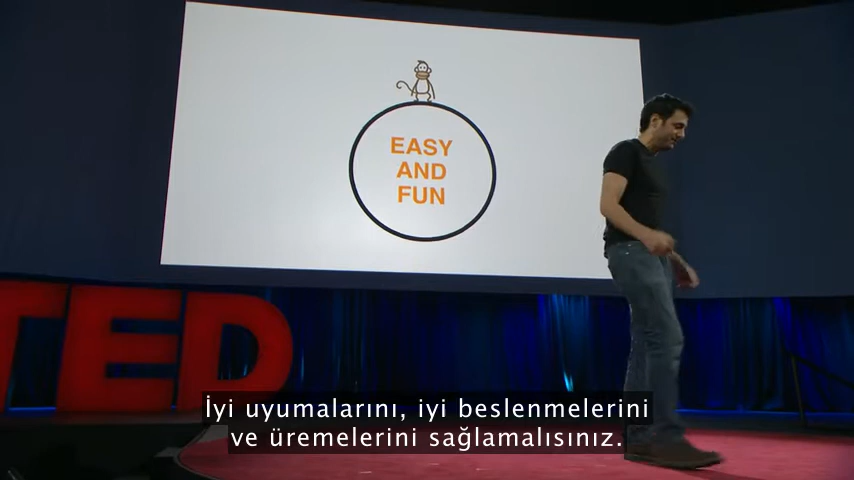 EASY
AND
FUN
TED
İyi uyumalarını, iyi beslenmelerini
ve üremelerini sağlamalısınız.